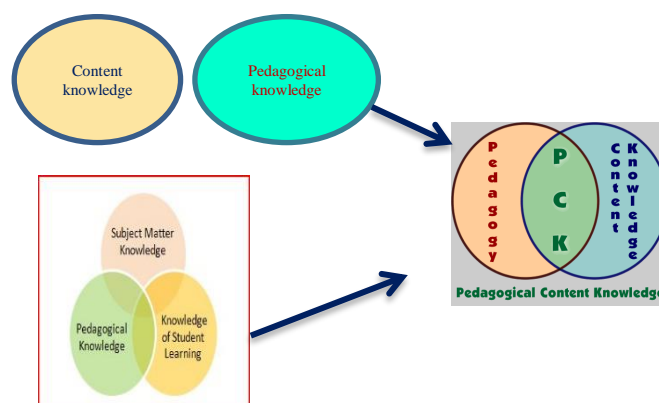 Content
knowledge
Pedagogical
knowledge
Pedagogy
PCK
Content
Knowledge
Pedagogical Content Knowledge
Subject Matter
Knowledge
Pedagogical
Knowledge
Knowledge
of Student
Learning